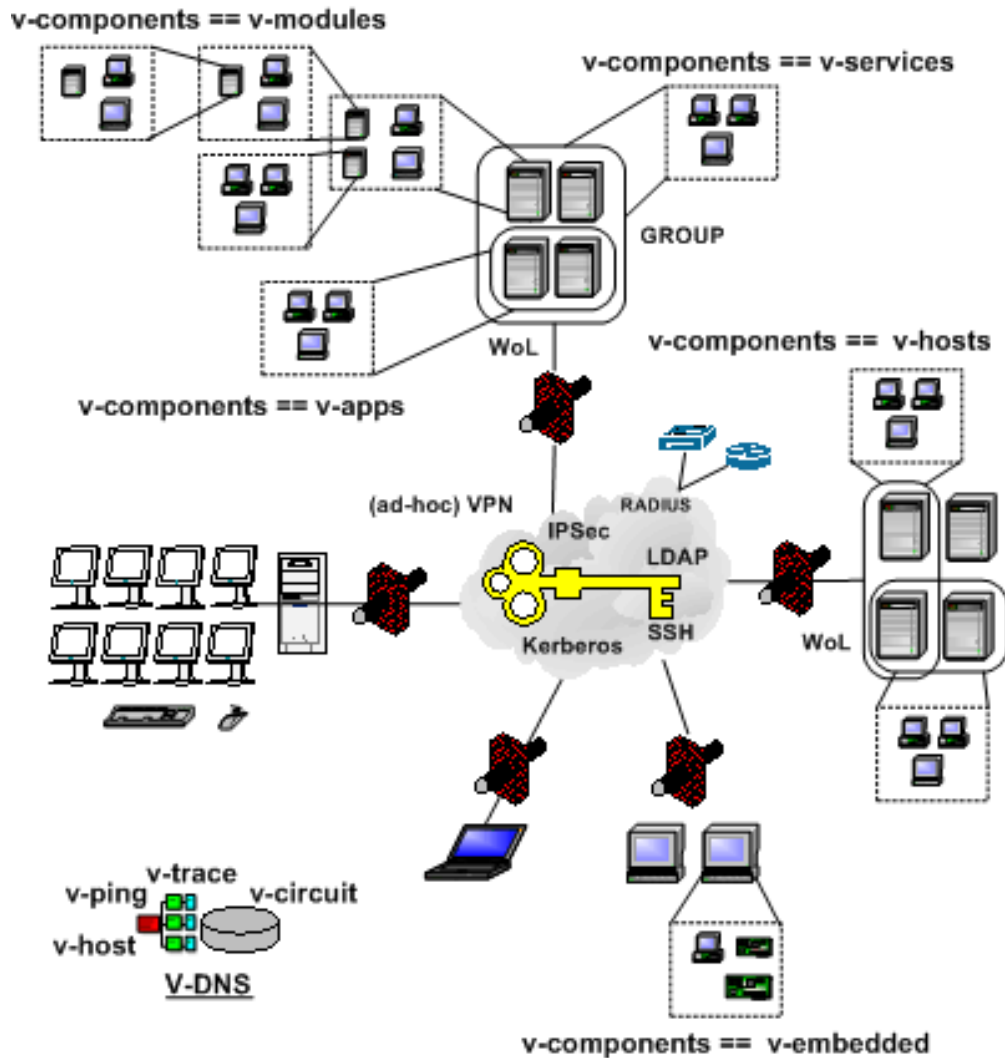 v-components == v-modules
v-components == v-services
GROUP
WoL
v-components == v-hosts
v-components == v-apps
(ad-hoc) VPN
RADIUS
IPSec
LDAP
SSH
Kerberos
WoL
v-trace
v-ping
v-circuit
v-host
V-DNS
v-components == v-embedded